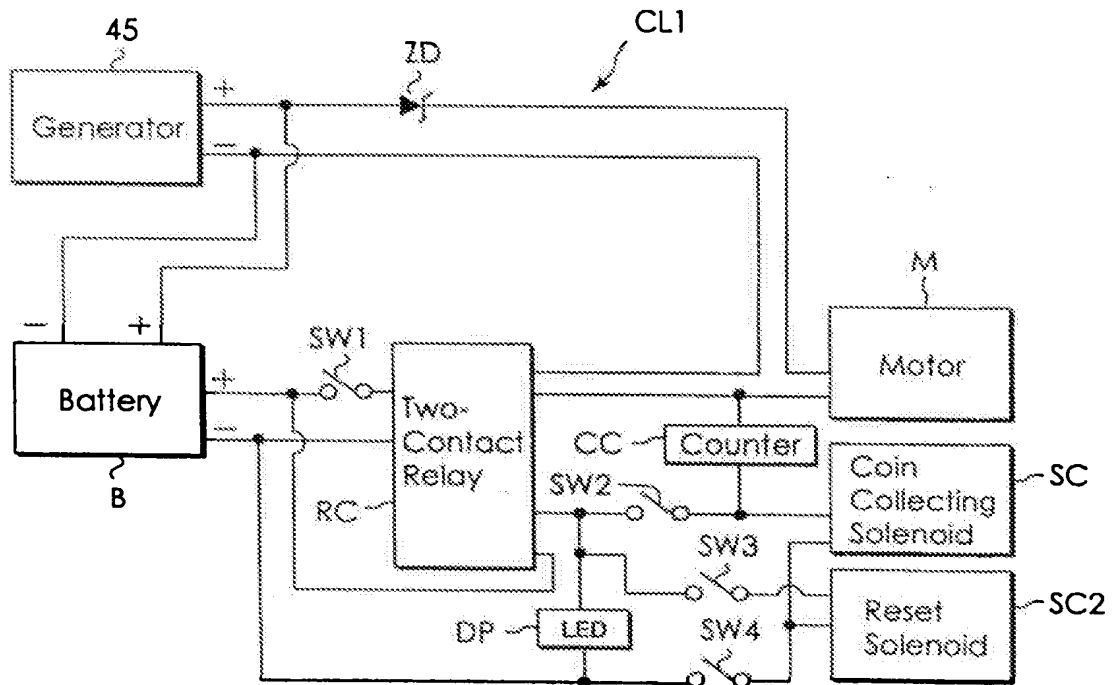 45
CL1
ZD
Generator
+
−
M
Motor
−
+
SW1
Battery
+
−
B
Two-
Contact
Relay
RC
CC
Counter
SW2
Coin
Collecting
Solenoid
SC
SW3
DP
LED
SW4
Reset
Solenoid
SC2